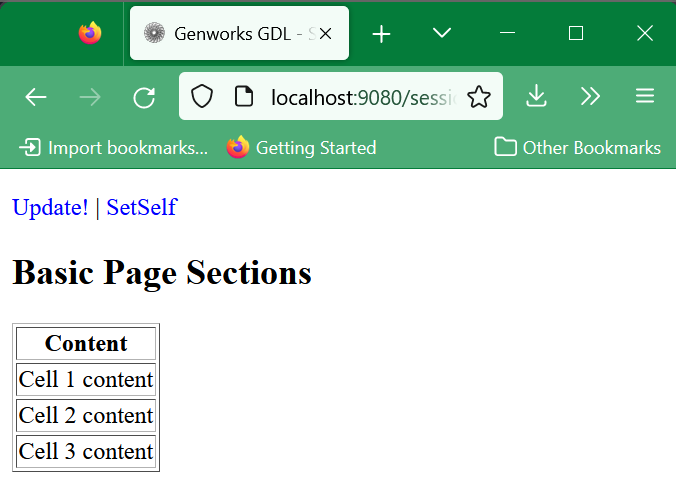 Genworks GDL - S
localhost:9080/sessi
Import bookmarks... Getting Started Other Bookmarks
Update! | SetSelf
Basic Page Sections
Content
Cell 1 content
Cell 2 content
Cell 3 content